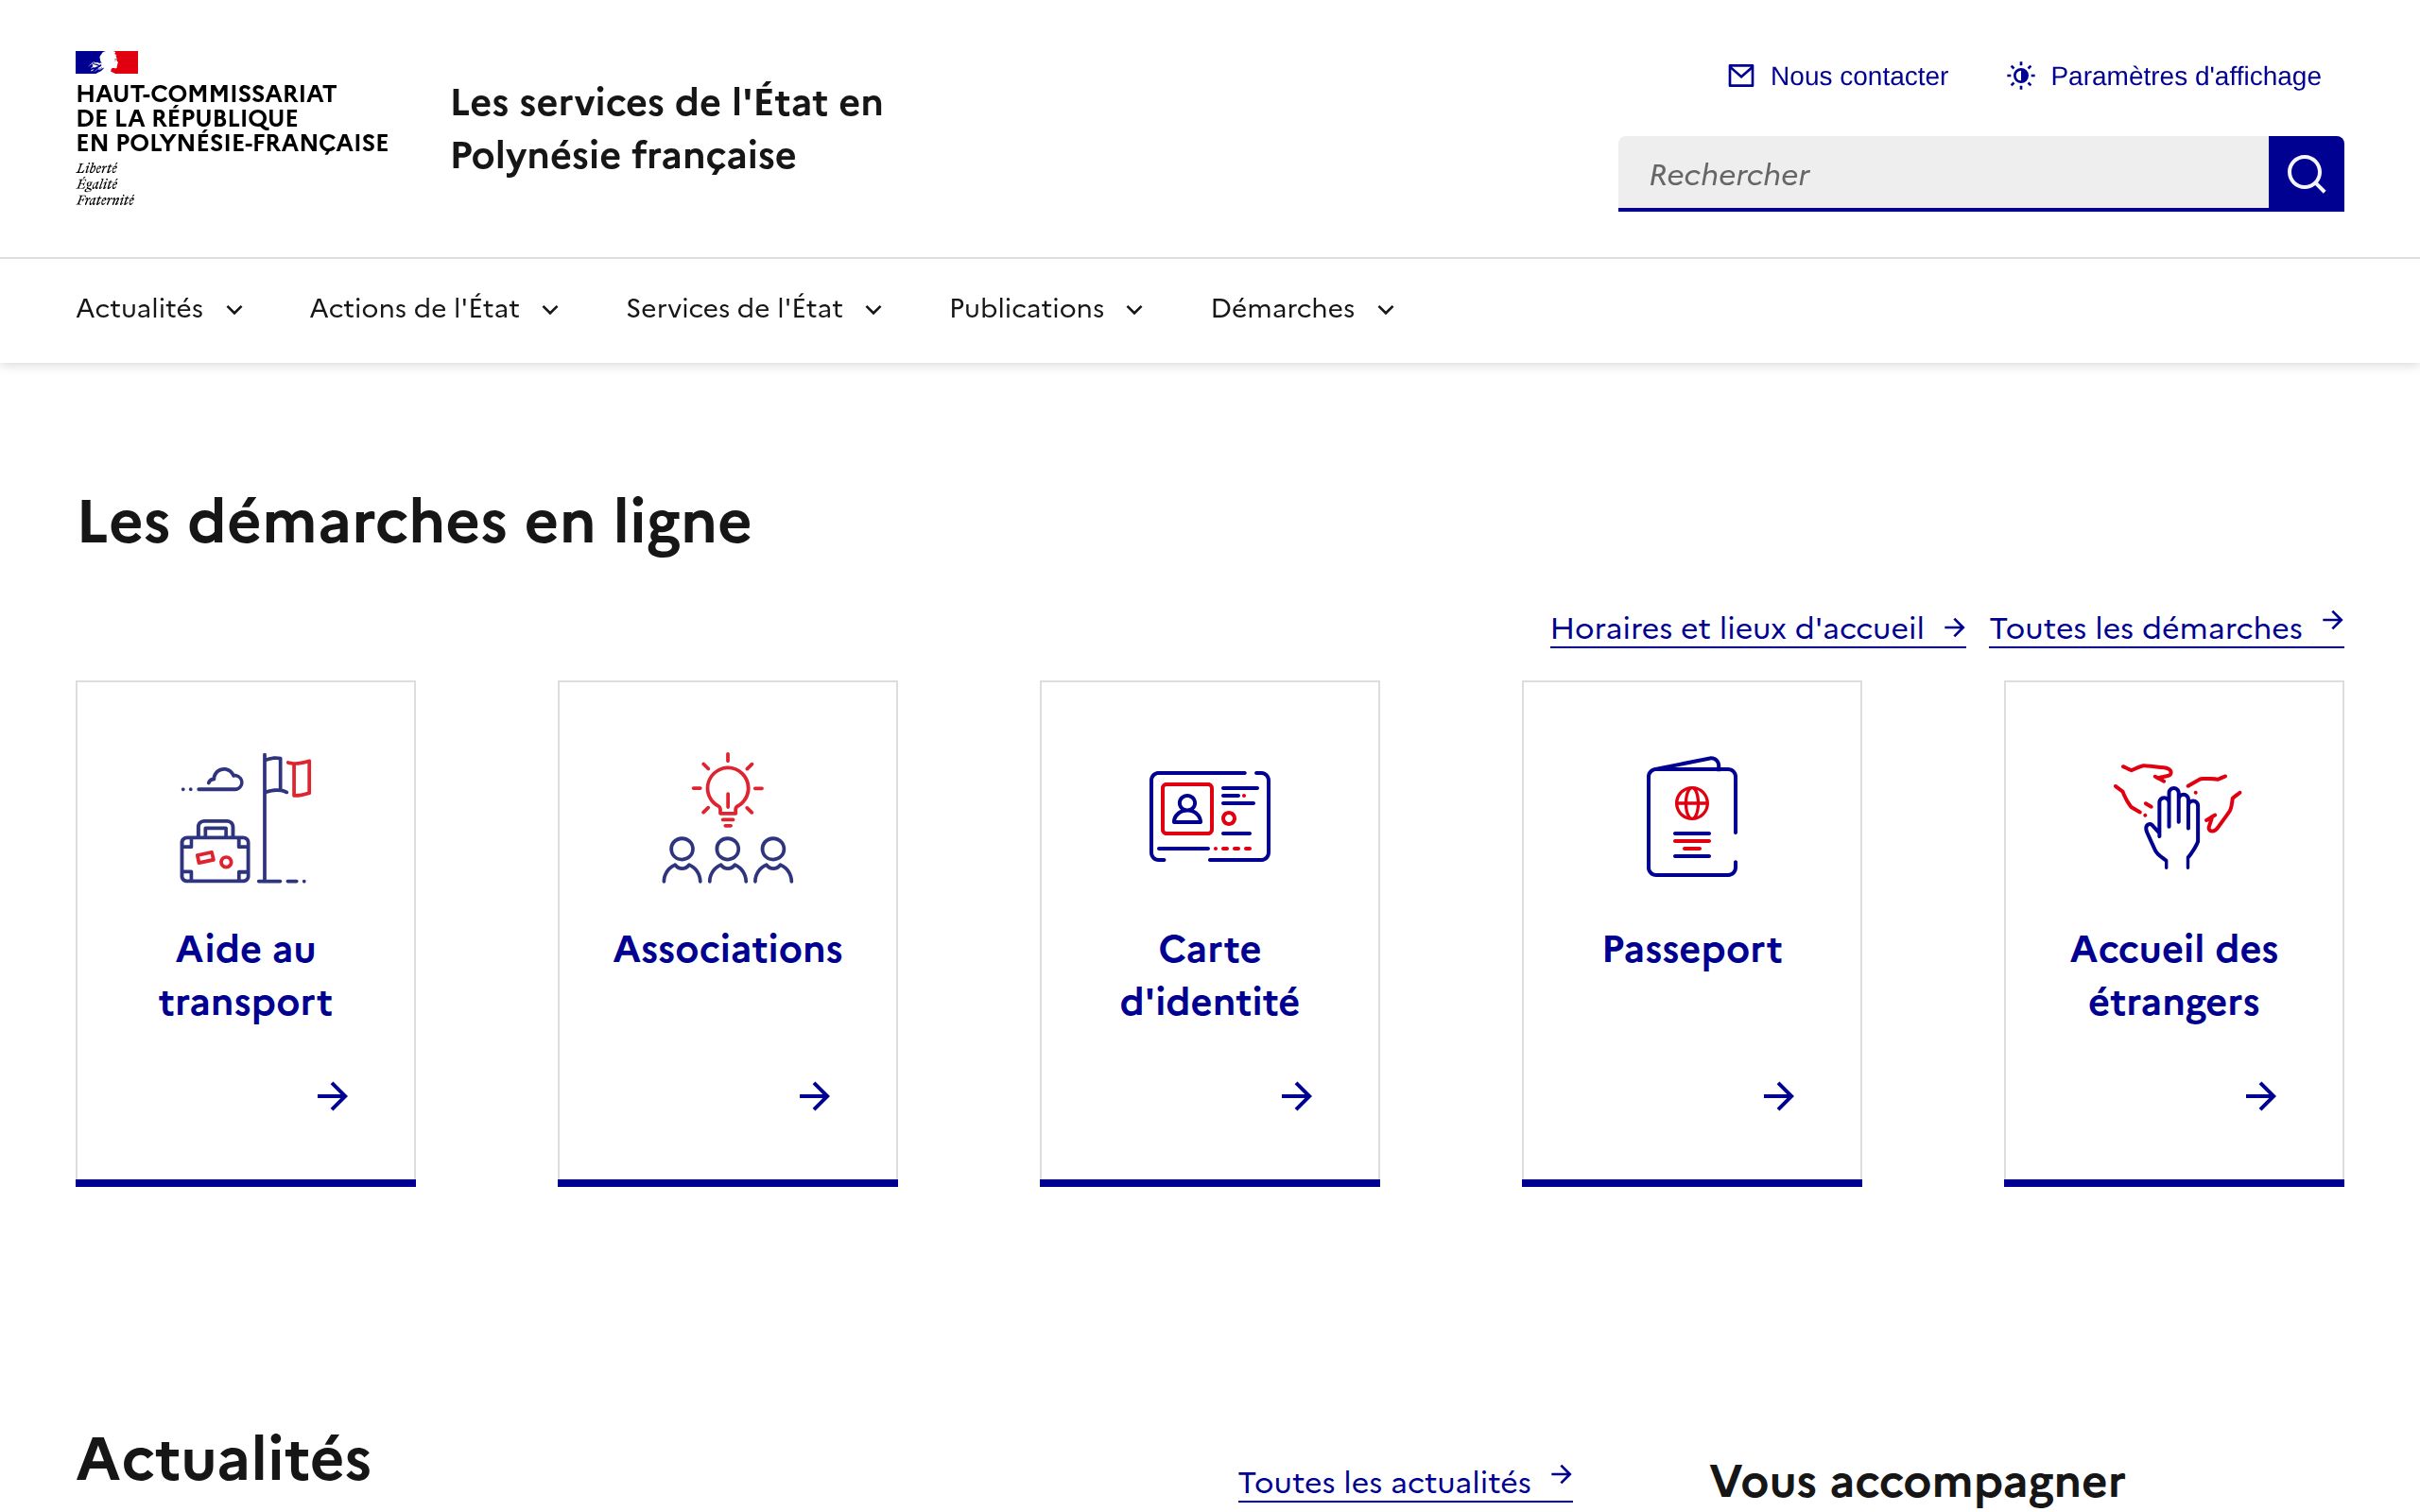 HAUT-COMMISSARIAT
DE LA RÉPUBLIQUE
EN POLYNÉSIE-FRANÇAISE
Liberté
Égalité
Fraternité
Les services de l'État en
Polynésie française
Nous contacter
Paramètres d'affichage
Rechercher
Actualités
Actions de l'État
Services de l'État
Publications
Démarches
Les démarches en ligne
Horaires et lieux d'accueil
Toutes les démarches
Aide au
transport
Associations
Carte
d'identité
Passeport
Accueil des
étrangers
Actualités
Toutes les actualités
Vous accompagner